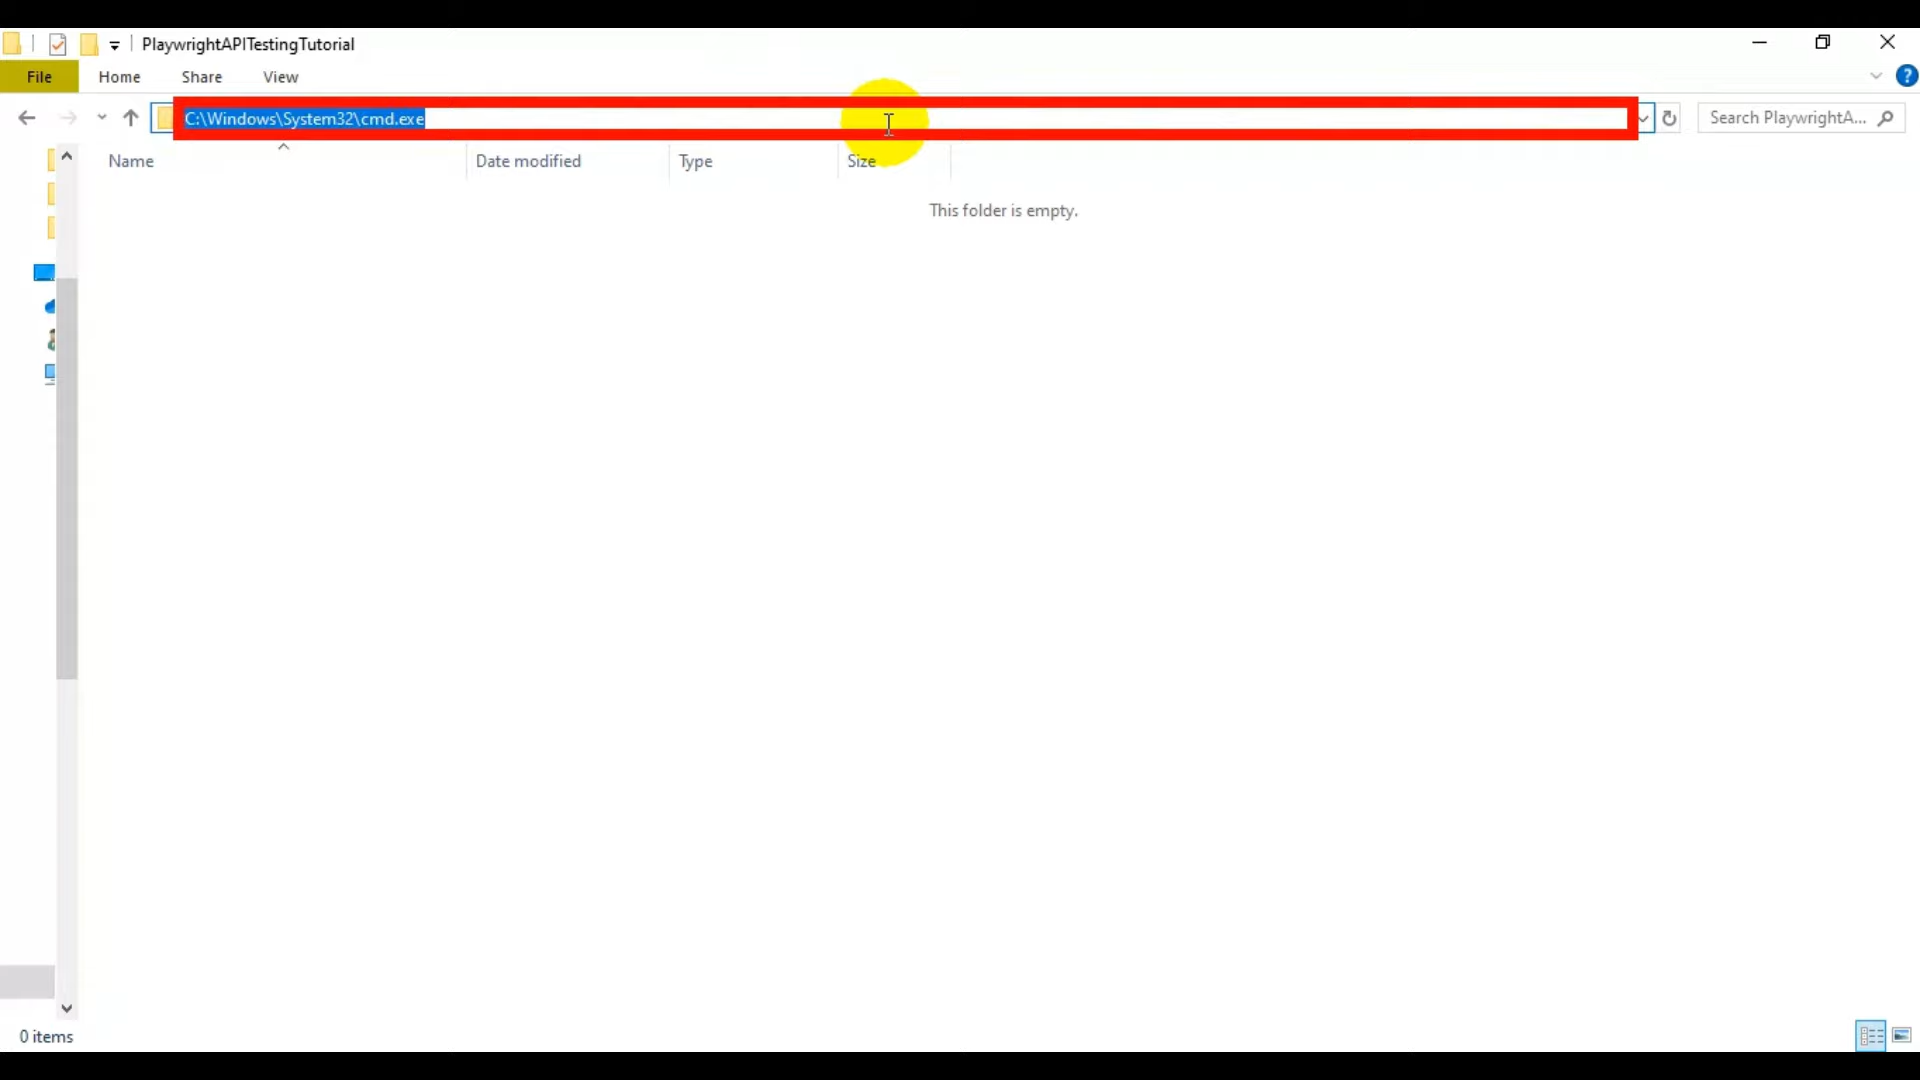 PlaywrightAPITestingTutorial
File Home Share View
?
C:\Windows\System32\cmd.exe
Search PlaywrightA...
Name Date modified Type Size
This folder is empty.
0 items